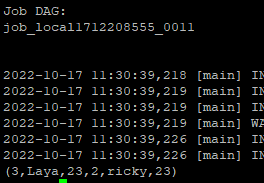 Job DAG:
job_local1712208555_0011
2022-10-17 11:30:39,218 [main] IN
2022-10-17 11:30:39,219 [main] IN
2022-10-17 11:30:39,219 [main] IN
2022-10-17 11:30:39,219 [main] WA
2022-10-17 11:30:39,226 [main] IN
2022-10-17 11:30:39,226 [main] IN
(3,Laya,23,2,ricky,23)